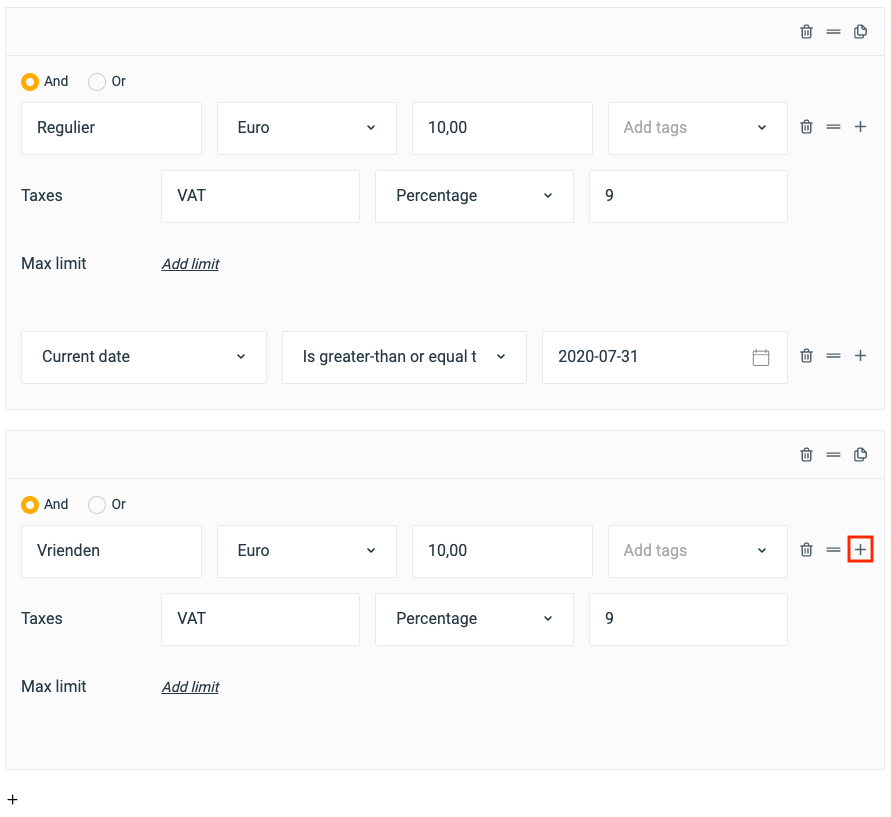 And Or
Regulier Euro 10,00 Add tags
Taxes VAT Percentage 9
Max limit Add limit
Current date Is greater-than or equal t 2020-07-31
And Or
Vrienden Euro 10,00 Add tags
Taxes VAT Percentage 9
Max limit Add limit